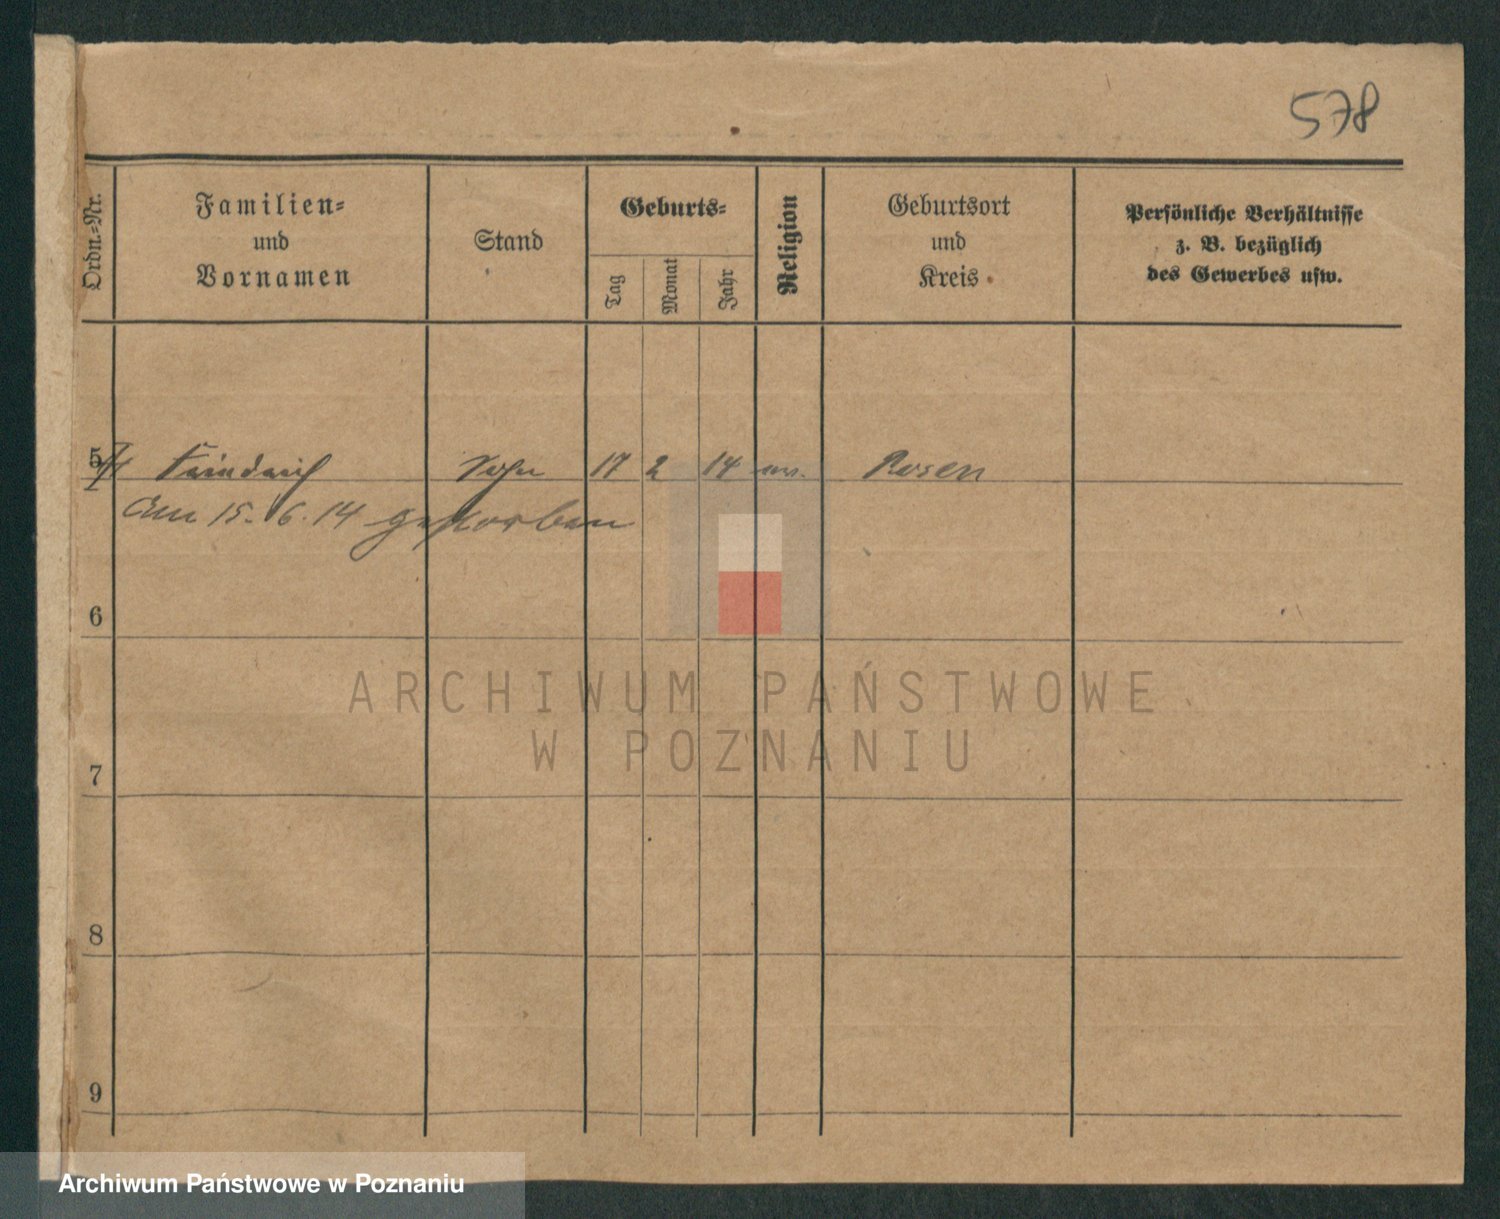 578
Ordn.-Nr.
Familien-
und
Vornamen
Stand
Geburts-
Tag
Monat
Jahr
Religion
Geburtsort
und
Kreis
Persönliche Verhältnisse
z. B. bezüglich
des Gewerbes usw.
5 Friedrich Sohn 17 2 14 ev. Posen
Am 15. 6. 14 gestorben
6
ARCHIWUM PAŃSTWOWE
W POZNANIU
7
8
9
Archiwum Państwowe w Poznaniu